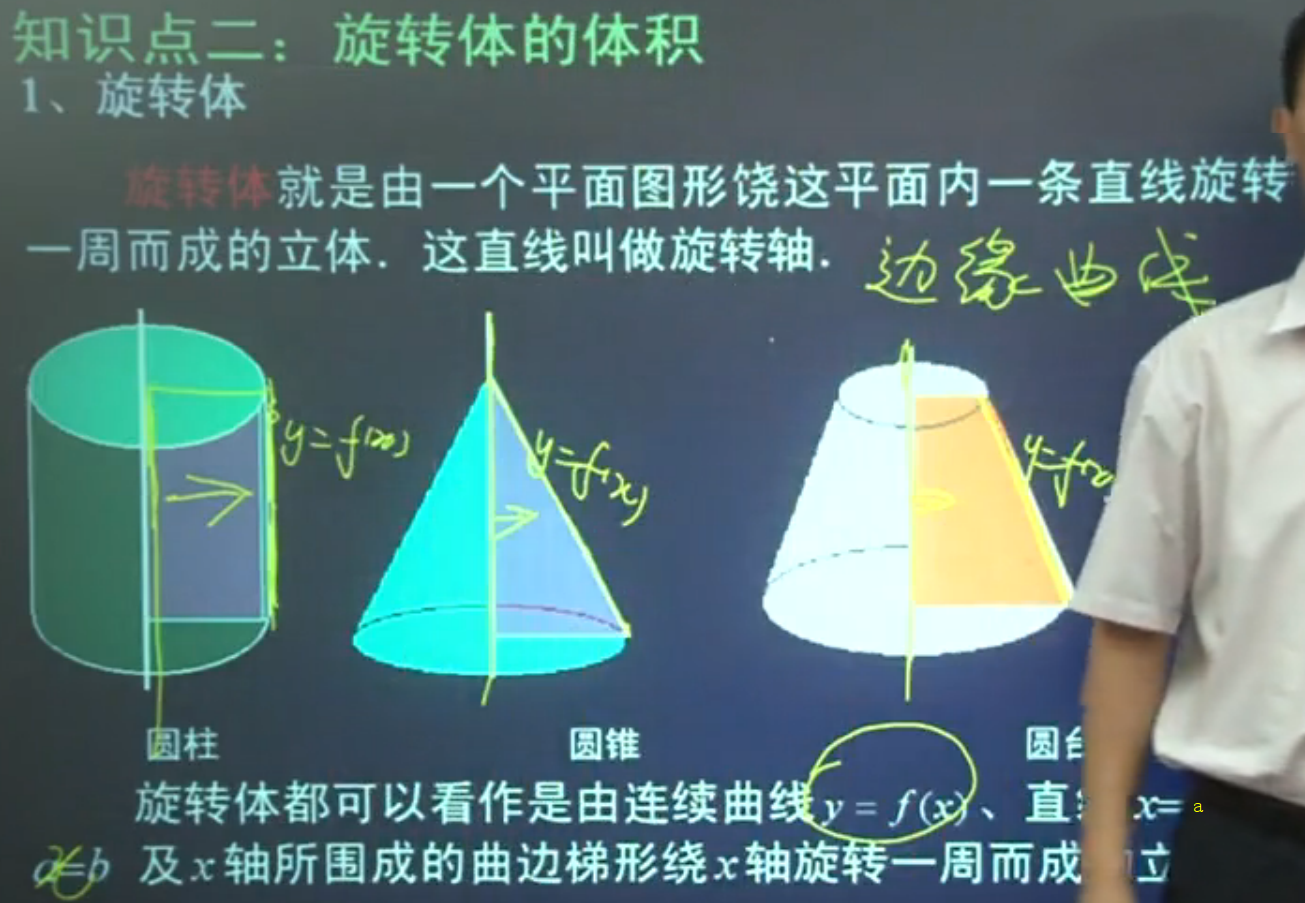 知识点二：旋转体的体积
1、旋转体
旋转体就是由一个平面图形饶这平面内一条直线旋转
一周而成的立体．这直线叫做旋转轴．
边缘曲线
y=f(x)
y=f(x)
y=f(x)
圆柱
圆锥
圆台
旋转体都可以看作是由连续曲线y = f(x)、直 x= a
=b 及x轴所围成的曲边梯形绕x轴旋转一周而成 立